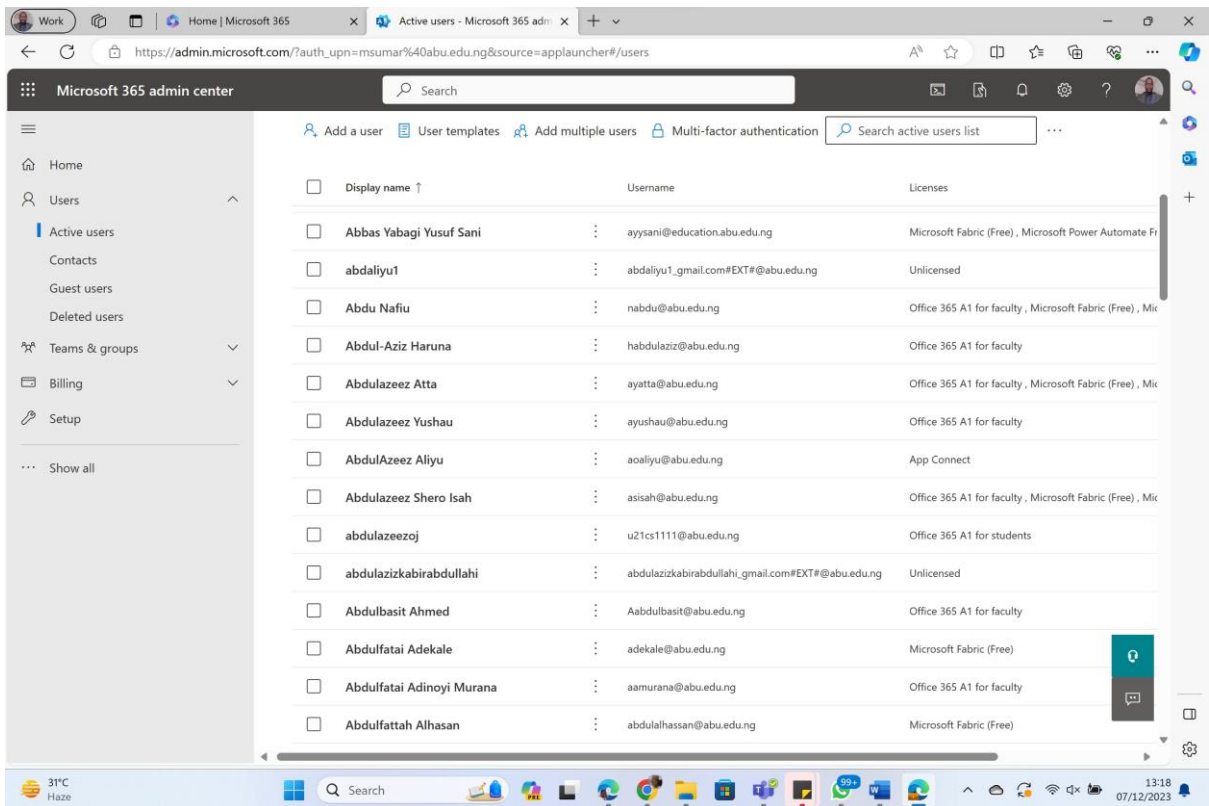 Work Home | Microsoft 365 Active users - Microsoft 365 adm
https://admin.microsoft.com/?auth_upn=msumar%40abu.edu.ng&source=applauncher#/users
Microsoft 365 admin center Search
Add a user User templates Add multiple users Multi-factor authentication Search active users list
Home
Users
Active users
Contacts
Guest users
Deleted users
Teams & groups
Billing
Setup
Show all
Display name ↑ Username Licenses
Abbas Yabagi Yusuf Sani ayysani@education.abu.edu.ng Microsoft Fabric (Free) , Microsoft Power Automate Fr
abdaliyu1 abdaliyu1_gmail.com#EXT#@abu.edu.ng Unlicensed
Abdu Nafiu nabdu@abu.edu.ng Office 365 A1 for faculty , Microsoft Fabric (Free) , Mic
Abdul-Aziz Haruna habdulaziz@abu.edu.ng Office 365 A1 for faculty
Abdulazeez Atta ayatta@abu.edu.ng Office 365 A1 for faculty , Microsoft Fabric (Free) , Mic
Abdulazeez Yushau ayushau@abu.edu.ng Office 365 A1 for faculty
AbdulAzeez Aliyu aoaliyu@abu.edu.ng App Connect
Abdulazeez Shero Isah asisah@abu.edu.ng Office 365 A1 for faculty , Microsoft Fabric (Free) , Mic
abdulazeezoj u21cs1111@abu.edu.ng Office 365 A1 for students
abdulazizkabirabdullahi abdulazizkabirabdullahi_gmail.com#EXT#@abu.edu.ng Unlicensed
Abdulbasit Ahmed Aabdulbasit@abu.edu.ng Office 365 A1 for faculty
Abdulfatai Adekale adekale@abu.edu.ng Microsoft Fabric (Free)
Abdulfatai Adinoyi Murana aamurana@abu.edu.ng Office 365 A1 for faculty
Abdulfattah Alhasan abdulalhassan@abu.edu.ng Microsoft Fabric (Free)
31°C
Haze
Search
PRE
99+
13:18
07/12/2023